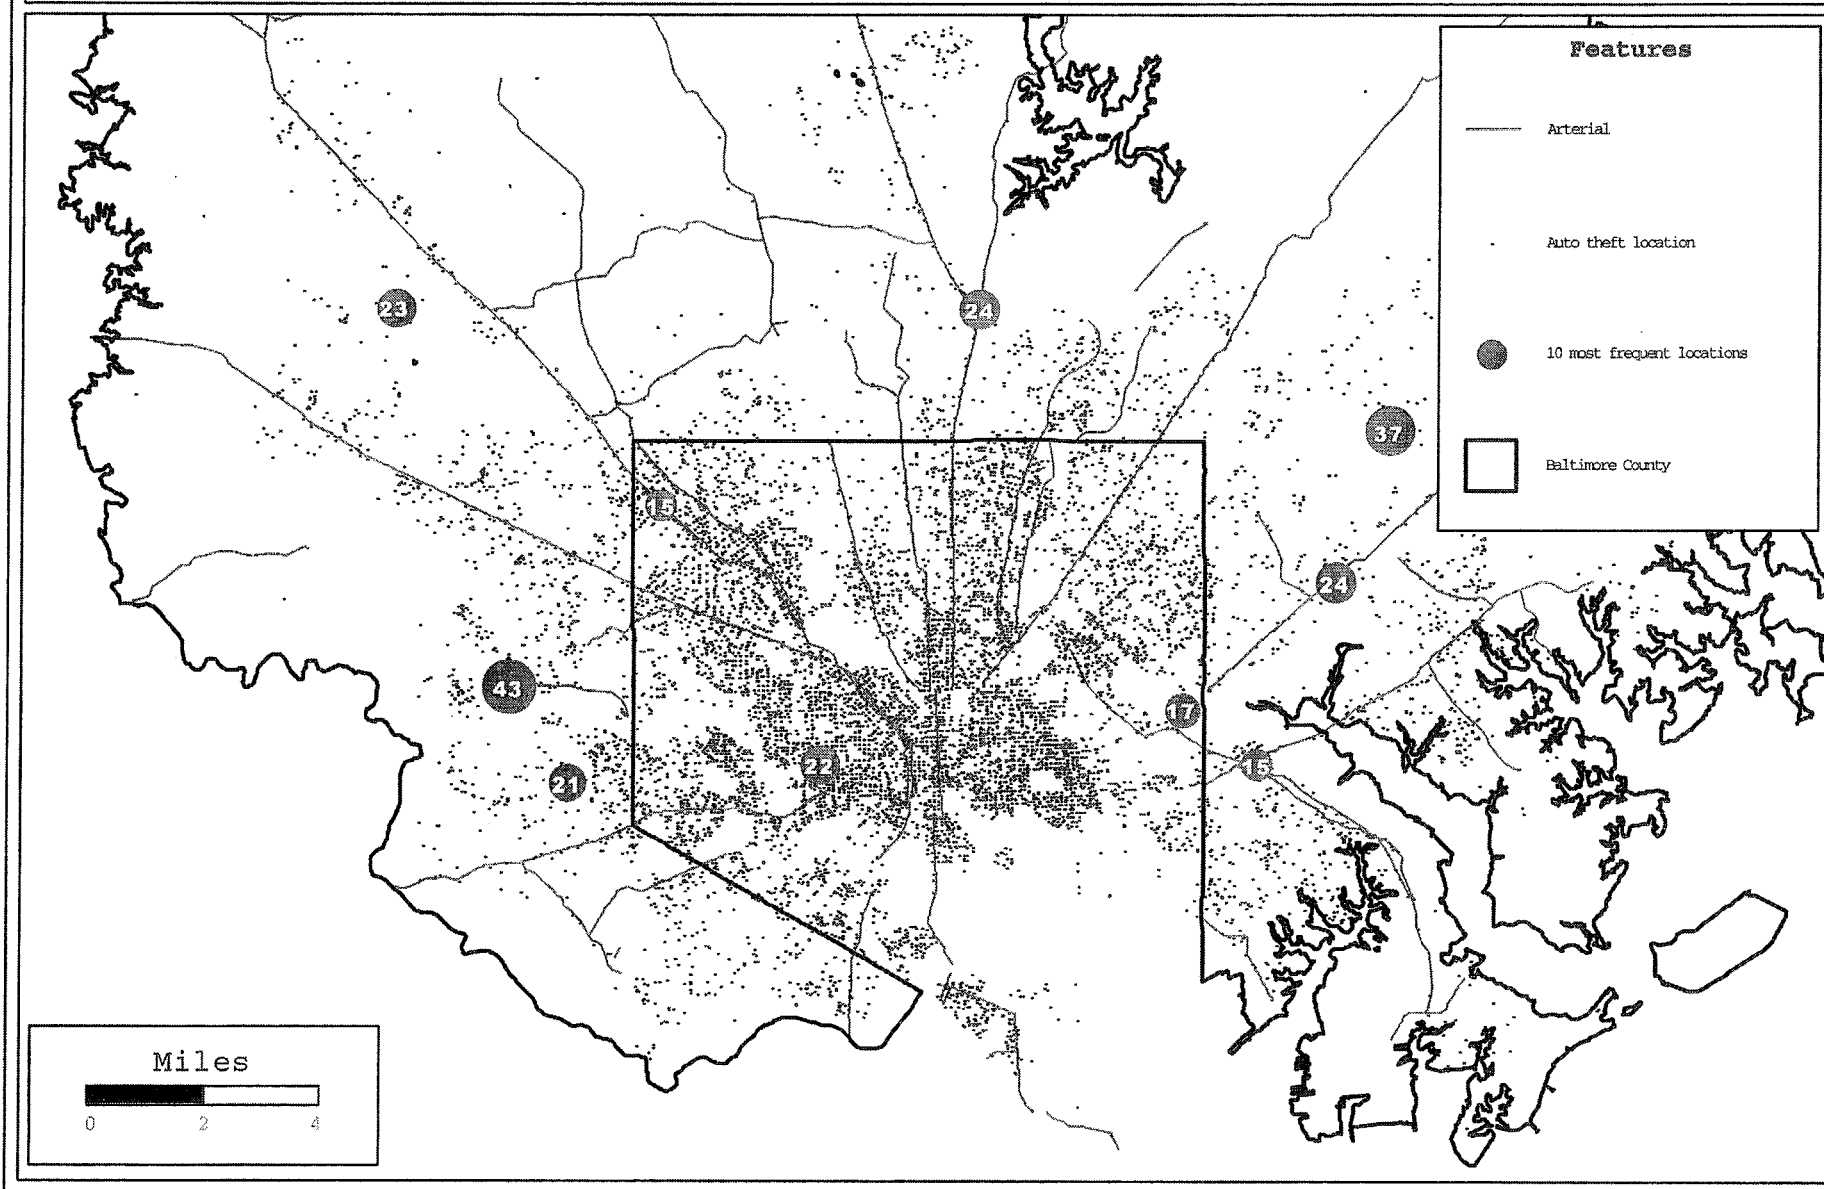 Features
Arterial
Auto theft location
23
24
10 most frequent locations
37
Baltimore County
15
24
43
17
22
15
21
Miles
0 2 4